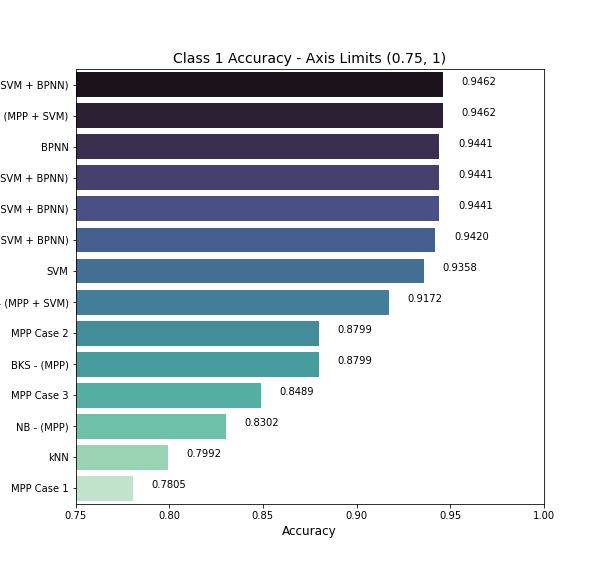 Class 1 Accuracy - Axis Limits (0.75, 1)
SVM + BPNN) 0.9462
(MPP + SVM) 0.9462
BPNN 0.9441
SVM + BPNN) 0.9441
SVM + BPNN) 0.9441
SVM + BPNN) 0.9420
SVM 0.9358
- (MPP + SVM) 0.9172
MPP Case 2 0.8799
BKS - (MPP) 0.8799
MPP Case 3 0.8489
NB - (MPP) 0.8302
kNN 0.7992
MPP Case 1 0.7805
0.75 0.80 0.85 0.90 0.95 1.00
Accuracy